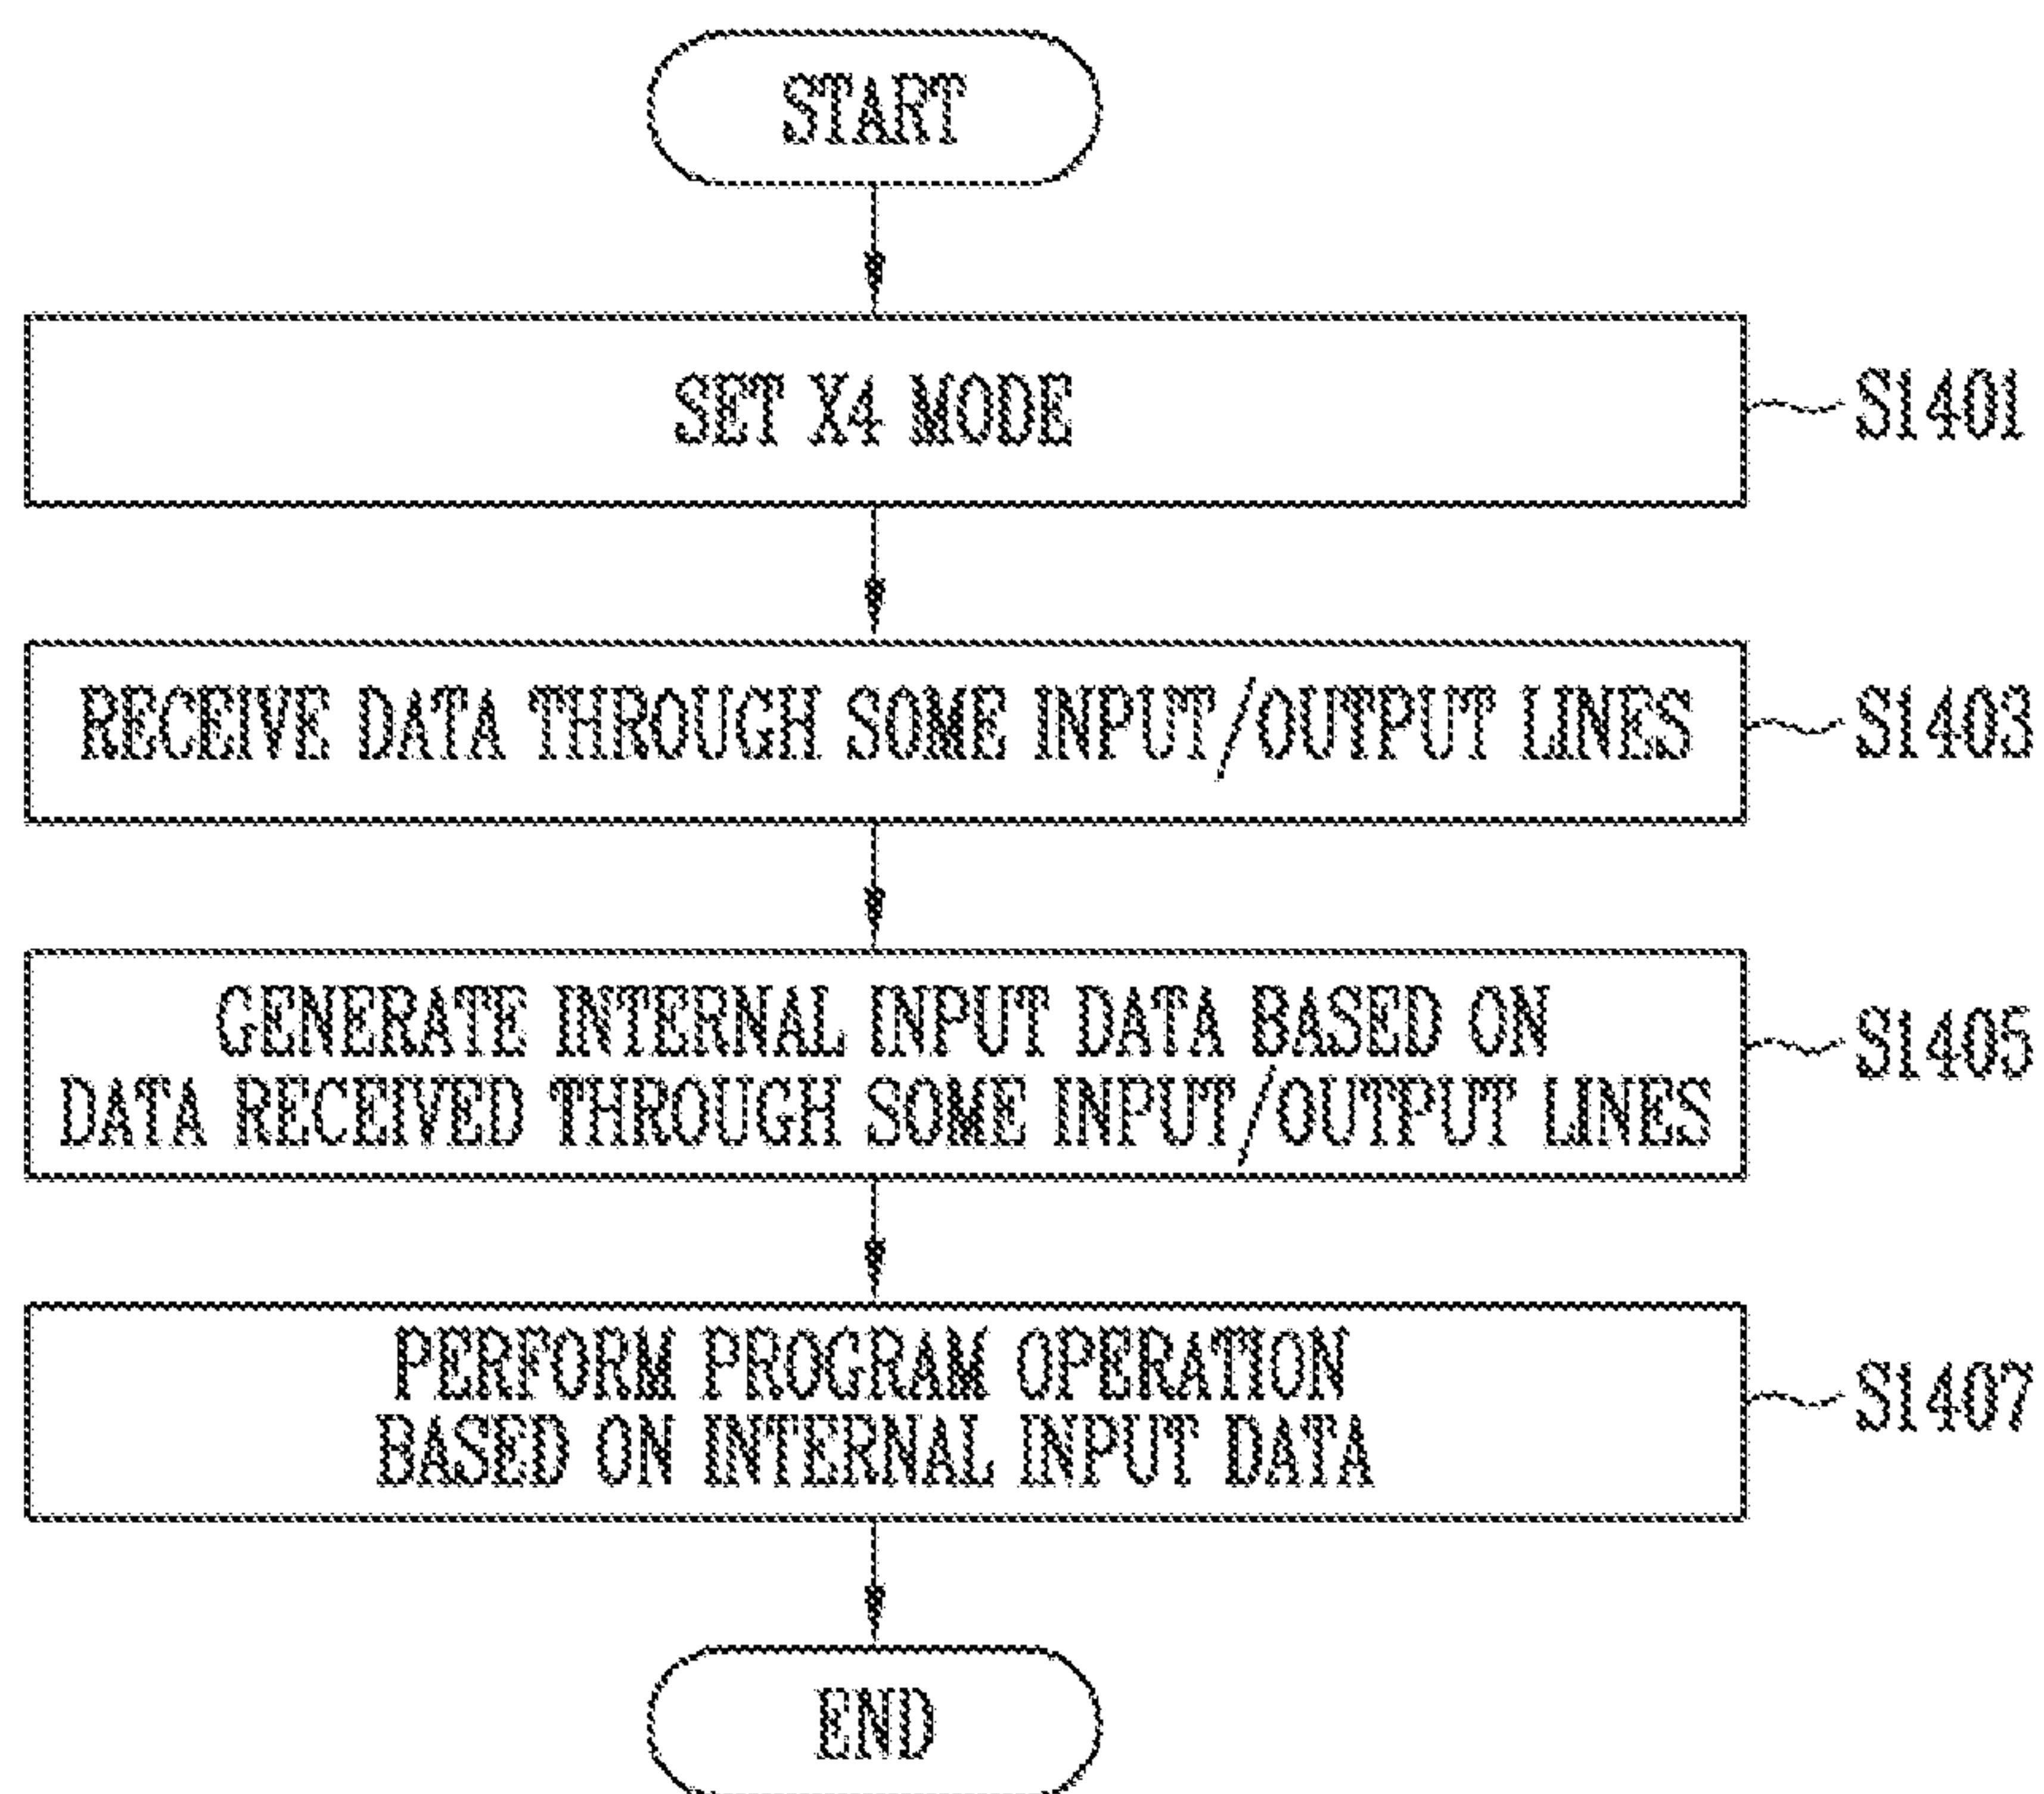 START
SET X4 MODE
S1401
RECEIVE DATA THROUGH SOME INPUT/OUTPUT LINES
S1403
GENERATE INTERNAL INPUT DATA BASED ON
DATA RECEIVED THROUGH SOME INPUT/OUTPUT LINES
S1405
PERFORM PROGRAM OPERATION
BASED ON INTERNAL INPUT DATA
S1407
END